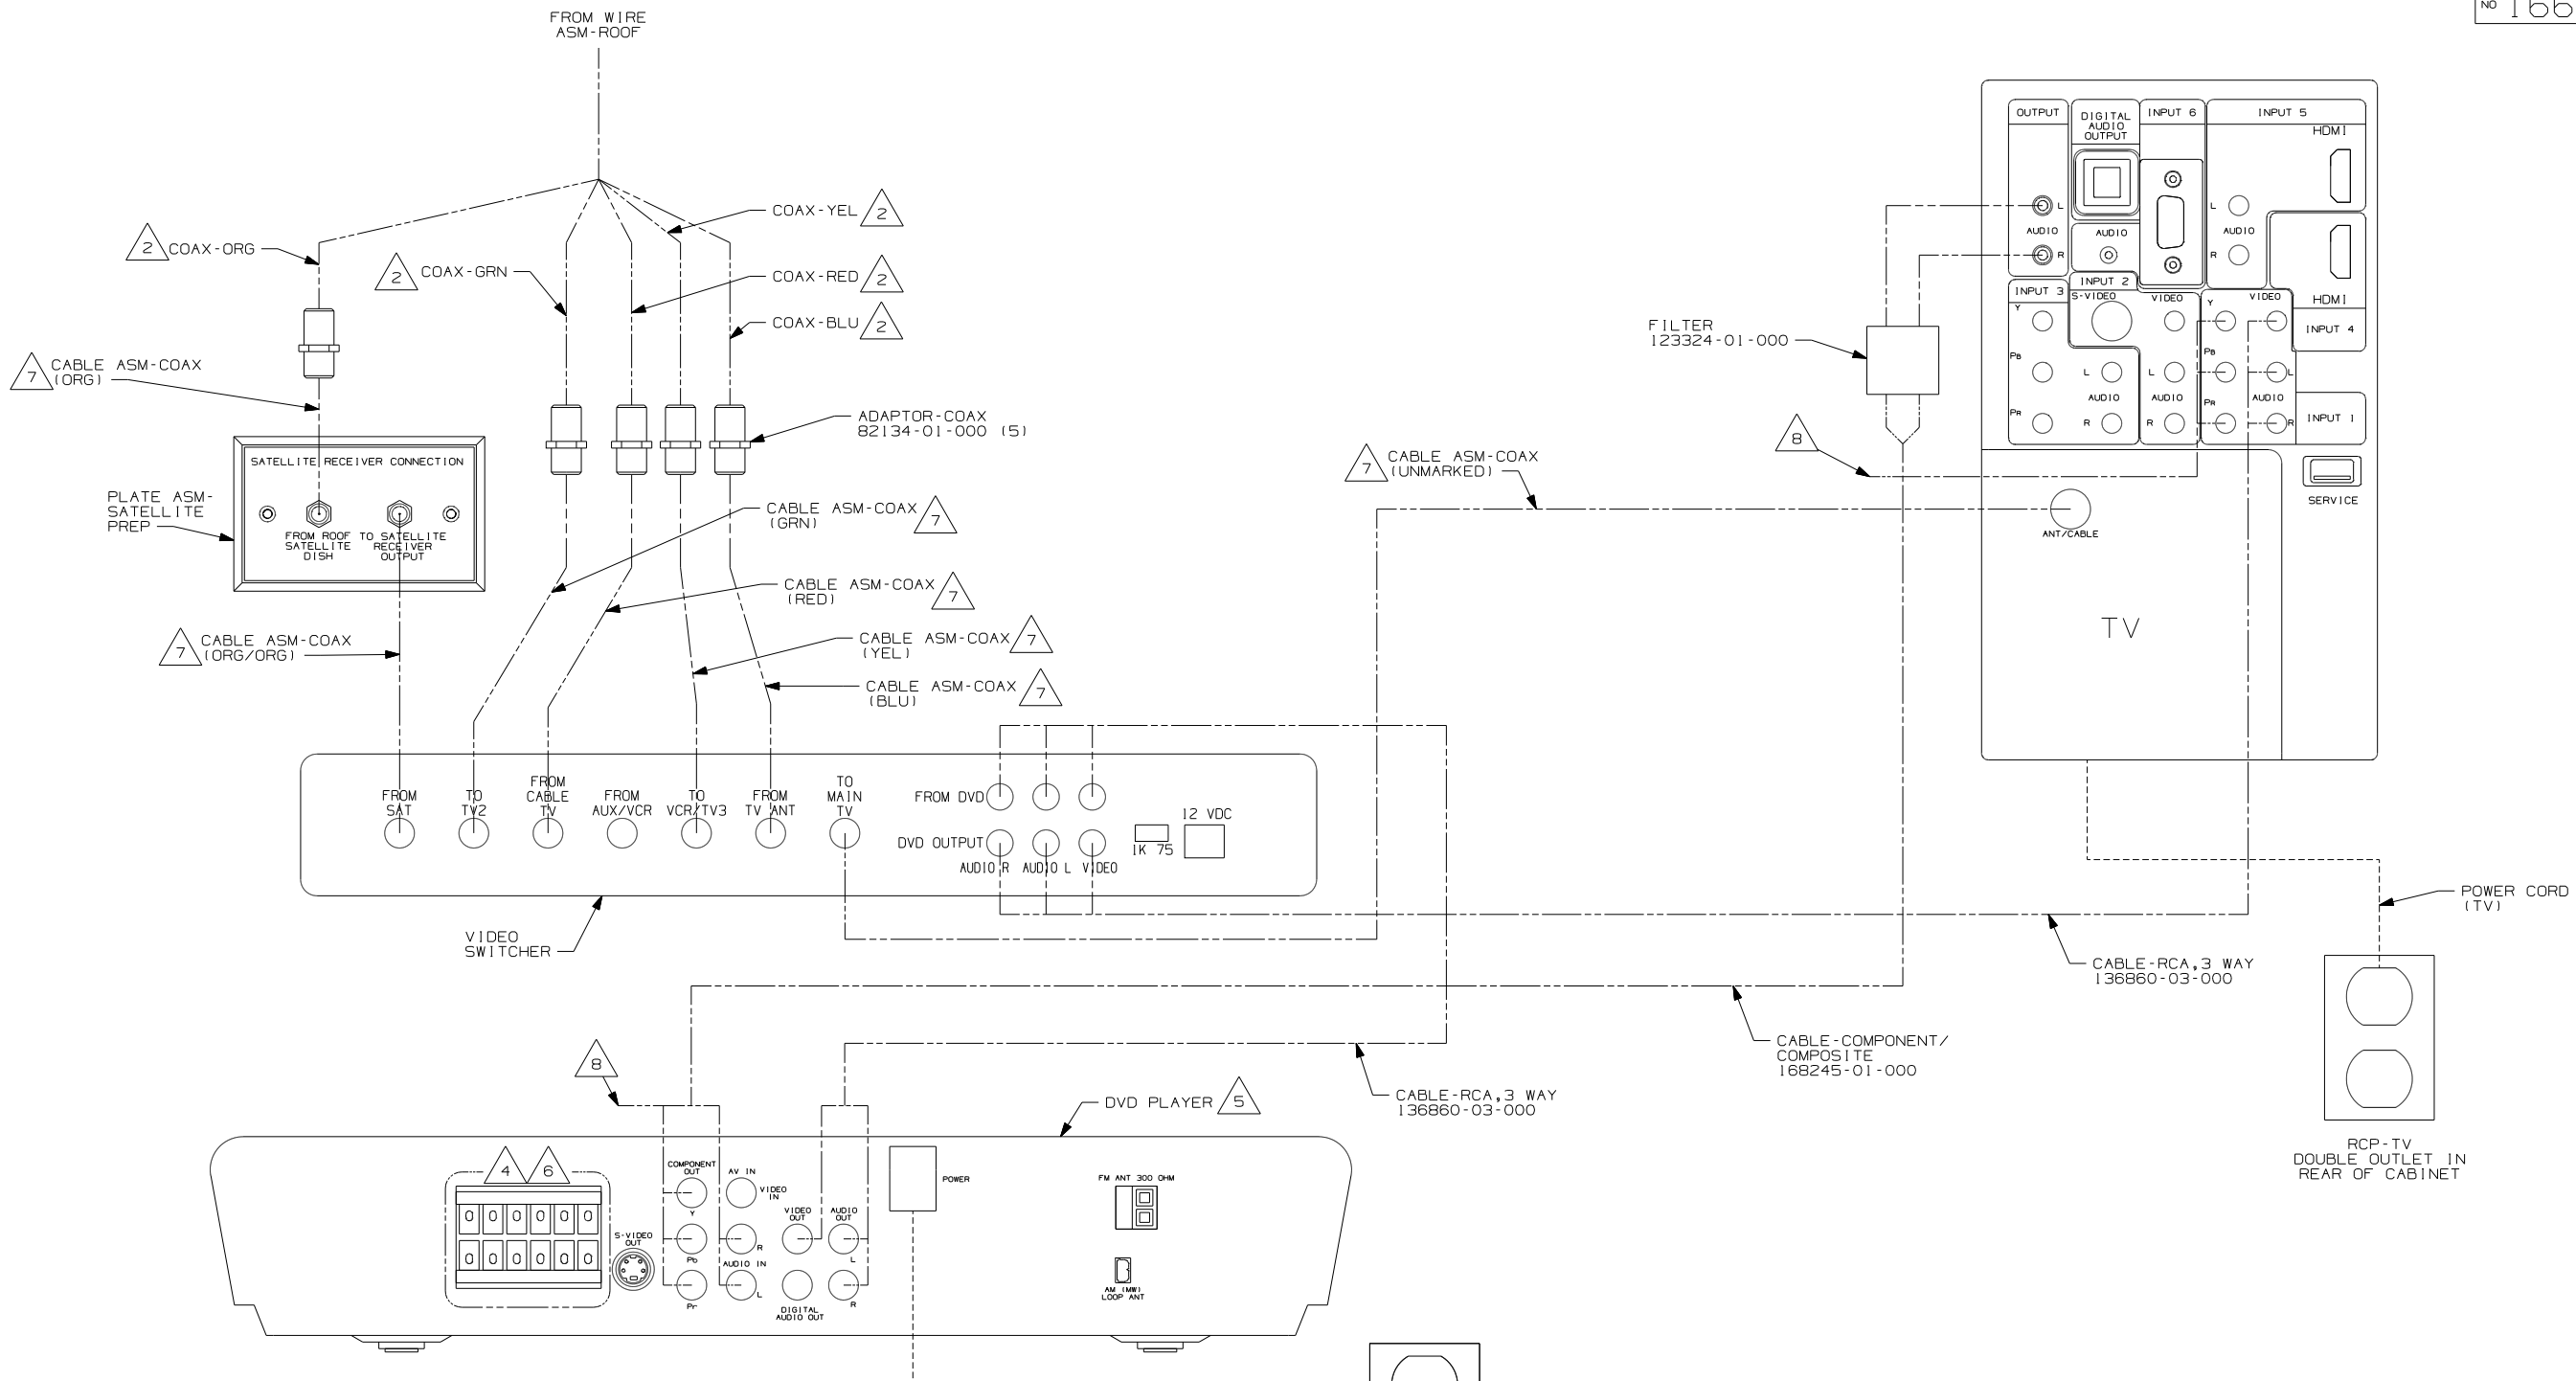 FROM WIRE
ASM-ROOF
NO 166
2 COAX-ORG
2 COAX-GRN
COAX-YEL 2
COAX-RED 2
COAX-BLU 2
7 CABLE ASM-COAX
(ORG)
ADAPTOR-COAX
82134-01-000 (5)
PLATE ASM-
SATELLITE
PREP
SATELLITE RECEIVER CONNECTION
FROM ROOF
SATELLITE
DISH
TO SATELLITE
RECEIVER
OUTPUT
CABLE ASM-COAX 7
(GRN)
CABLE ASM-COAX 7
(RED)
CABLE ASM-COAX 7
(YEL)
CABLE ASM-COAX 7
(BLU)
7 CABLE ASM-COAX
(ORG/ORG)
FILTER
123324-01-000
8
7 CABLE ASM-COAX
(UNMARKED)
OUTPUT
L
AUDIO
R
DIGITAL
AUDIO
OUTPUT
AUDIO
INPUT 6
INPUT 5
HDMI
L
AUDIO
R
HDMI
INPUT 4
INPUT 3
Y
PB
PR
INPUT 2
S-VIDEO
L
AUDIO
R
VIDEO
L
AUDIO
R
Y
PB
PR
VIDEO
L
AUDIO
R
INPUT 1
SERVICE
ANT/CABLE
TV
FROM
SAT
TO
TV2
FROM
CABLE
TV
FROM
AUX/VCR
TO
VCR/TV3
FROM
TV ANT
TO
MAIN
TV
FROM DVD
DVD OUTPUT
AUDIO R AUDIO L VIDEO
1K 75
12 VDC
VIDEO
SWITCHER
POWER CORD
(TV)
CABLE-RCA,3 WAY
136860-03-000
CABLE-COMPONENT/
COMPOSITE
168245-01-000
CABLE-RCA,3 WAY
136860-03-000
RCP-TV
DOUBLE OUTLET IN
REAR OF CABINET
8
DVD PLAYER 5
4 6
S-VIDEO
OUT
COMPONENT
OUT
Y
Pb
Pr
AV IN
VIDEO
IN
R
AUDIO IN
L
VIDEO
OUT
DIGITAL
AUDIO OUT
AUDIO
OUT
L
R
POWER
FM ANT 300 OHM
AM (MW)
LOOP ANT